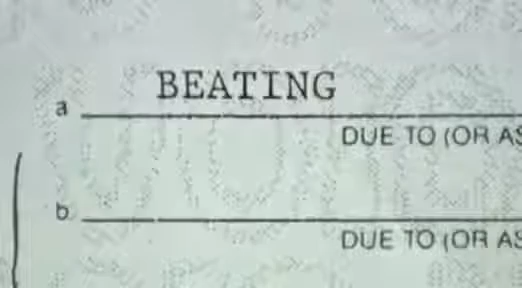 a BEATING
DUE TO (OR AS
b
DUE TO (OR AS